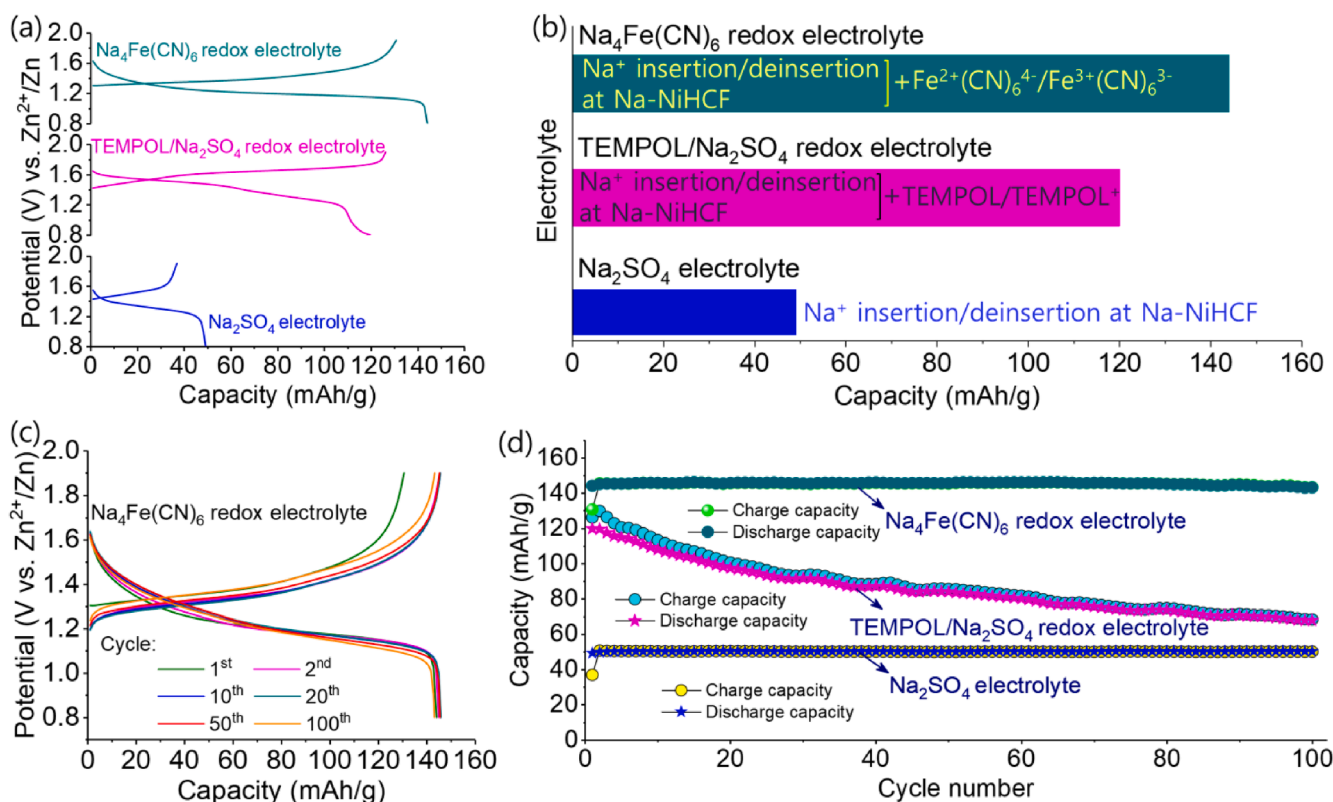 (a)
Na₄Fe(CN)₆ redox electrolyte
TEMPOL/Na₂SO₄ redox electrolyte
Na₂SO₄ electrolyte
Potential (V) vs. Zn²⁺/Zn
2.0
1.6
1.2
0.8
2.0
1.6
1.2
0.8
2.0
1.6
1.2
0.8
0 20 40 60 80 100 120 140 160
Capacity (mAh/g)
(b)
Na₄Fe(CN)₆ redox electrolyte
Na⁺ insertion/deinsertion
at Na-NiHCF
+Fe²⁺(CN)₆⁴⁻/Fe³⁺(CN)₆³⁻
TEMPOL/Na₂SO₄ redox electrolyte
Na⁺ insertion/deinsertion
at Na-NiHCF
+TEMPOL/TEMPOL⁺
Na₂SO₄ electrolyte
Na⁺ insertion/deinsertion at Na-NiHCF
Electrolyte
0 20 40 60 80 100 120 140 160
Capacity (mAh/g)
(c)
Na₄Fe(CN)₆ redox electrolyte
Potential (V vs. Zn²⁺/Zn)
2.0
1.8
1.6
1.4
1.2
1.0
0.8
Cycle:
1ˢᵗ 2ⁿᵈ
10ᵗʰ 20ᵗʰ
50ᵗʰ 100ᵗʰ
0 20 40 60 80 100 120 140 160
Capacity (mAh/g)
(d)
Capacity (mAh/g)
160
140
120
100
80
60
40
20
0
Charge capacity
Discharge capacity
Na₄Fe(CN)₆ redox electrolyte
Charge capacity
Discharge capacity
TEMPOL/Na₂SO₄ redox electrolyte
Charge capacity
Discharge capacity
Na₂SO₄ electrolyte
0 20 40 60 80 100
Cycle number